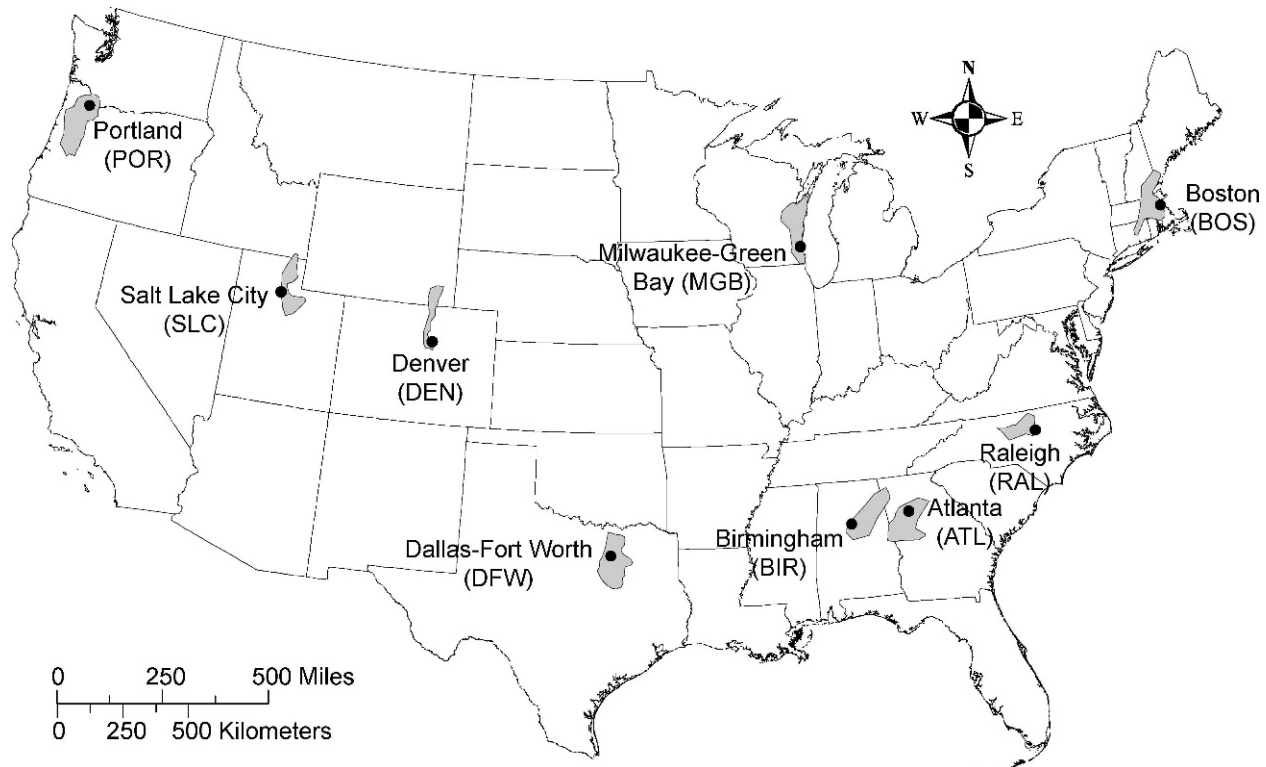 N
W E
S
Portland
(POR)
Boston
(BOS)
Milwaukee-Green
Bay (MGB)
Salt Lake City
(SLC)
Denver
(DEN)
Raleigh
(RAL)
Atlanta
(ATL)
Birmingham
(BIR)
Dallas-Fort Worth
(DFW)
0 250 500 Miles
0 250 500 Kilometers